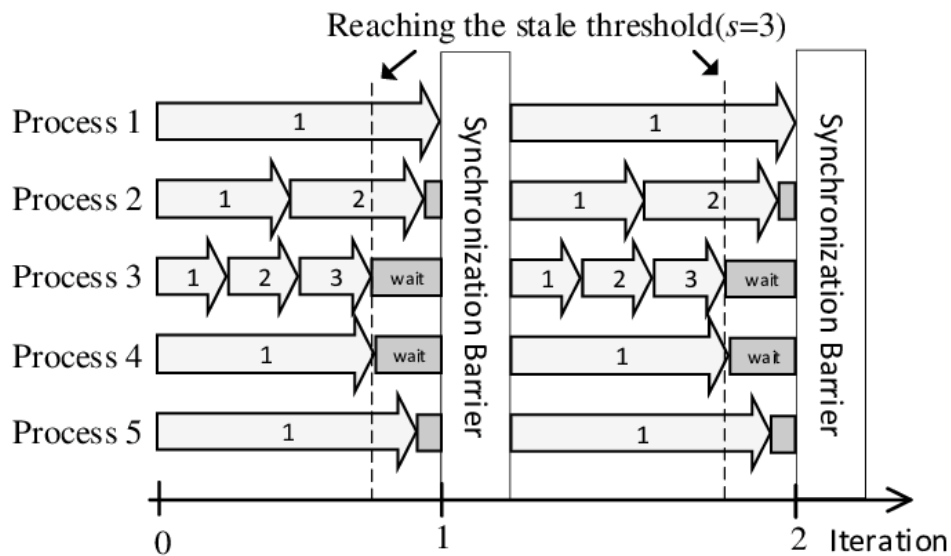 Reaching the stale threshold(s=3)
Process 1 1 1
Process 2 1 2 1 2
Process 3 1 2 3 wait 1 2 3 wait
Process 4 1 wait 1 wait
Process 5 1 1
Synchronization Barrier
Synchronization Barrier
0 1 2 Iteration